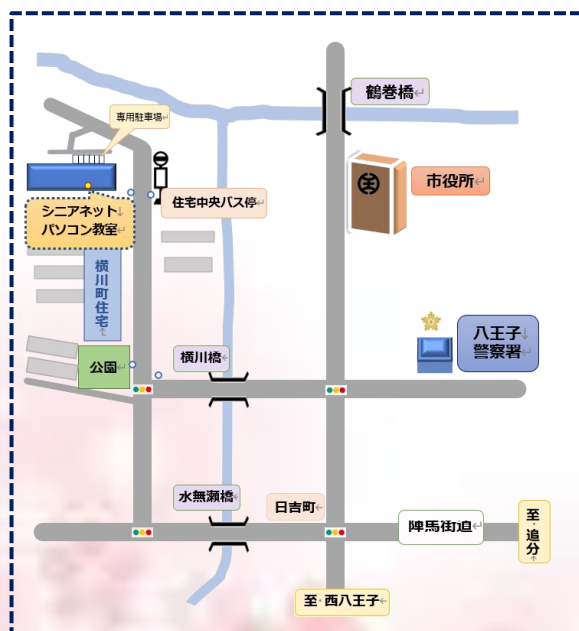 鶴巻橋
専用駐車場
市役所
住宅中央バス停
シニアネット
パソコン教室
横川町住宅
八王子
警察署
横川橋
公園
水無瀬橋
日吉町
陣馬街道
至・追分
至・西八王子